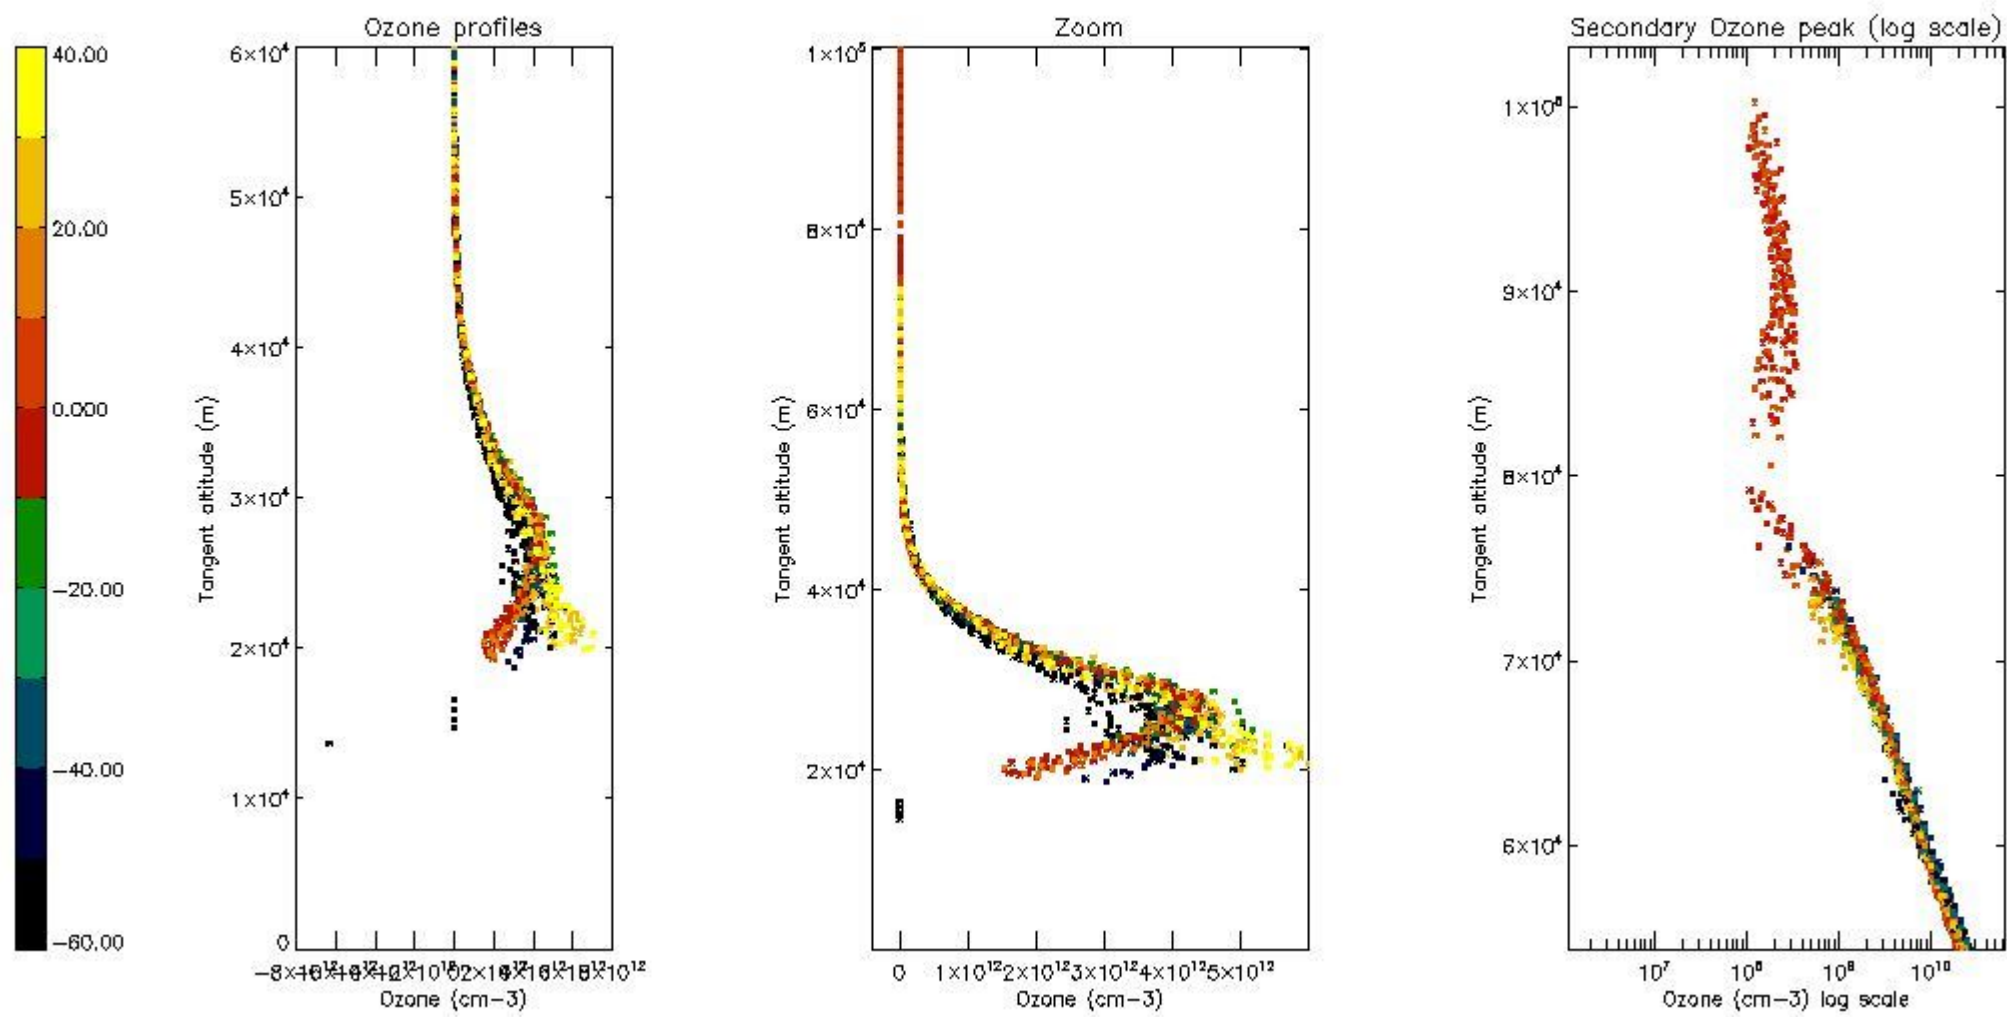 Ozone profiles
Zoom
Secondary Ozone peak (log scale)
40.00
20.00
0.000
−20.00
−40.00
−60.00
6×10⁴
5×10⁴
4×10⁴
3×10⁴
2×10⁴
1×10⁴
0
Tangent altitude (m)
Ozone (cm−3)
1×10⁵
8×10⁴
6×10⁴
4×10⁴
2×10⁴
Tangent altitude (m)
0 1×10¹² 2×10¹² 3×10¹² 4×10¹² 5×10¹²
Ozone (cm−3)
9×10⁴
8×10⁴
7×10⁴
6×10⁴
Tangent altitude (m)
10⁷ 10⁸ 10⁹ 10¹⁰
Ozone (cm−3) log scale